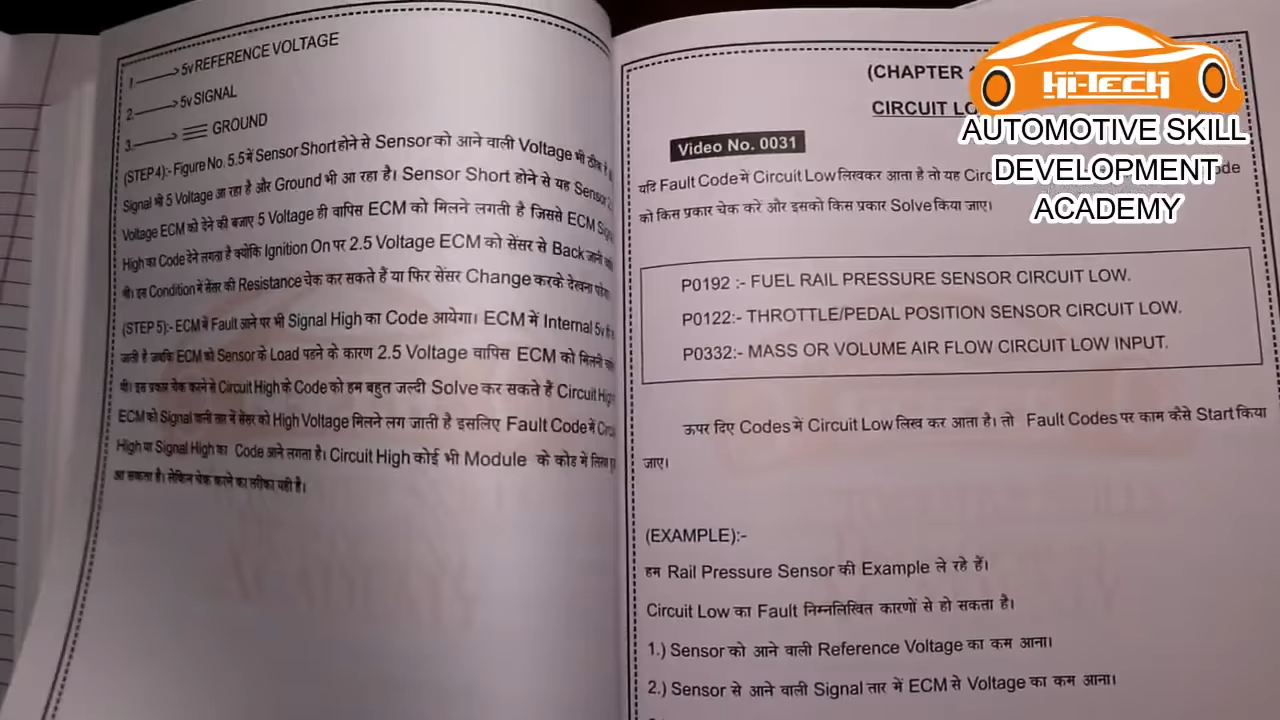 1. 5v REFERENCE VOLTAGE
2. 5v SIGNAL
3. GROUND
(STEP 4):- Figure No. 5.5 में Sensor Short होने से Sensor को आने वाली Voltage भी ठीक है
Signal भी 5 Voltage आ रहा है और Ground भी आ रहा है। Sensor Short होने से यह Sensor
Voltage ECM को देने की बजाए 5 Voltage ही वापिस ECM को मिलने लगती है जिससे ECM
High का Code देने लगता है क्योंकि Ignition On पर 2.5 Voltage ECM को सेंसर से Back जानी
थी। इस Condition में सेंसर की Resistance चेक कर सकते हैं या फिर सेंसर Change करके देखना
(STEP 5):- ECM में Fault आने पर भी Signal High का Code आयेगा। ECM में Internal 5v
जाती है जबकि ECM को Sensor के Load पड़ने के कारण 2.5 Voltage वापिस ECM को मिलनी
थी। इस प्रकार चेक करने से Circuit High के Code को हम बहुत जल्दी Solve कर सकते हैं Circuit High
ECM को Signal वाली तार में सेंसर को High Voltage मिलने लग जाती है इसलिए Fault Code में
High या Signal High का Code आने लगता है। Circuit High कोई भी Module के कोड में
आ सकता है। लेकिन चेक करने का तरीका यही है।
(CHAPTER
CIRCUIT
Video No. 0031
यदि Fault Code में Circuit Low लिखकर आता है तो यह
को किस प्रकार चेक करें और इसको किस प्रकार Solve किया जाए।
P0192 :- FUEL RAIL PRESSURE SENSOR CIRCUIT LOW.
P0122:- THROTTLE/PEDAL POSITION SENSOR CIRCUIT LOW.
P0332:- MASS OR VOLUME AIR FLOW CIRCUIT LOW INPUT.
ऊपर दिए Codes में Circuit Low लिख कर आता है। तो Fault Codes पर काम कैसे Start किया
जाए।
(EXAMPLE):-
हम Rail Pressure Sensor की Example ले रहे हैं।
Circuit Low का Fault निम्नलिखित कारणों से हो सकता है।
1.) Sensor को आने वाली Reference Voltage का कम आना।
2.) Sensor से आने वाली Signal तार में ECM से Voltage का कम आना।
Hi-TECH
AUTOMOTIVE SKILL
DEVELOPMENT
ACADEMY